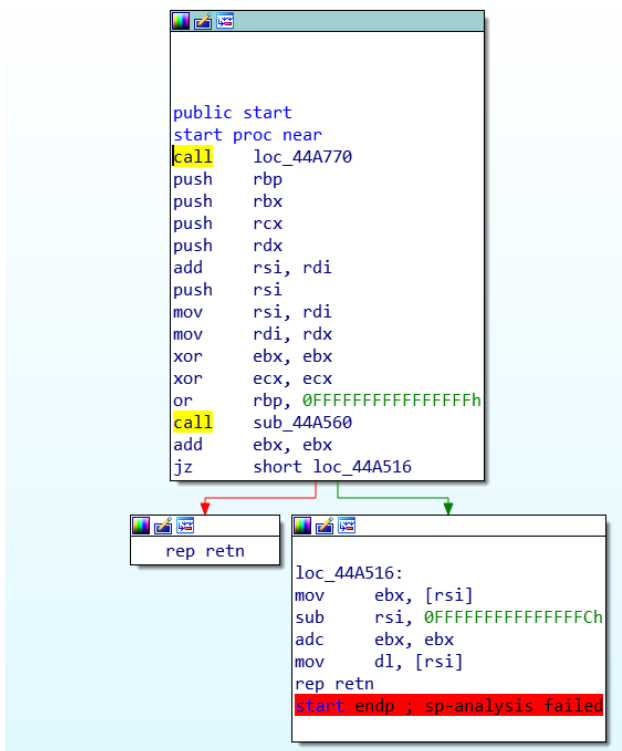 public start
start proc near
call loc_44A770
push rbp
push rbx
push rcx
push rdx
add rsi, rdi
push rsi
mov rsi, rdi
mov rdi, rdx
xor ebx, ebx
xor ecx, ecx
or rbp, 0FFFFFFFFFFFFFFFFh
call sub_44A560
add ebx, ebx
jz short loc_44A516
rep retn
loc_44A516:
mov ebx, [rsi]
sub rsi, 0FFFFFFFFFFFFFFFCh
adc ebx, ebx
mov dl, [rsi]
rep retn
start endp ; sp-analysis failed